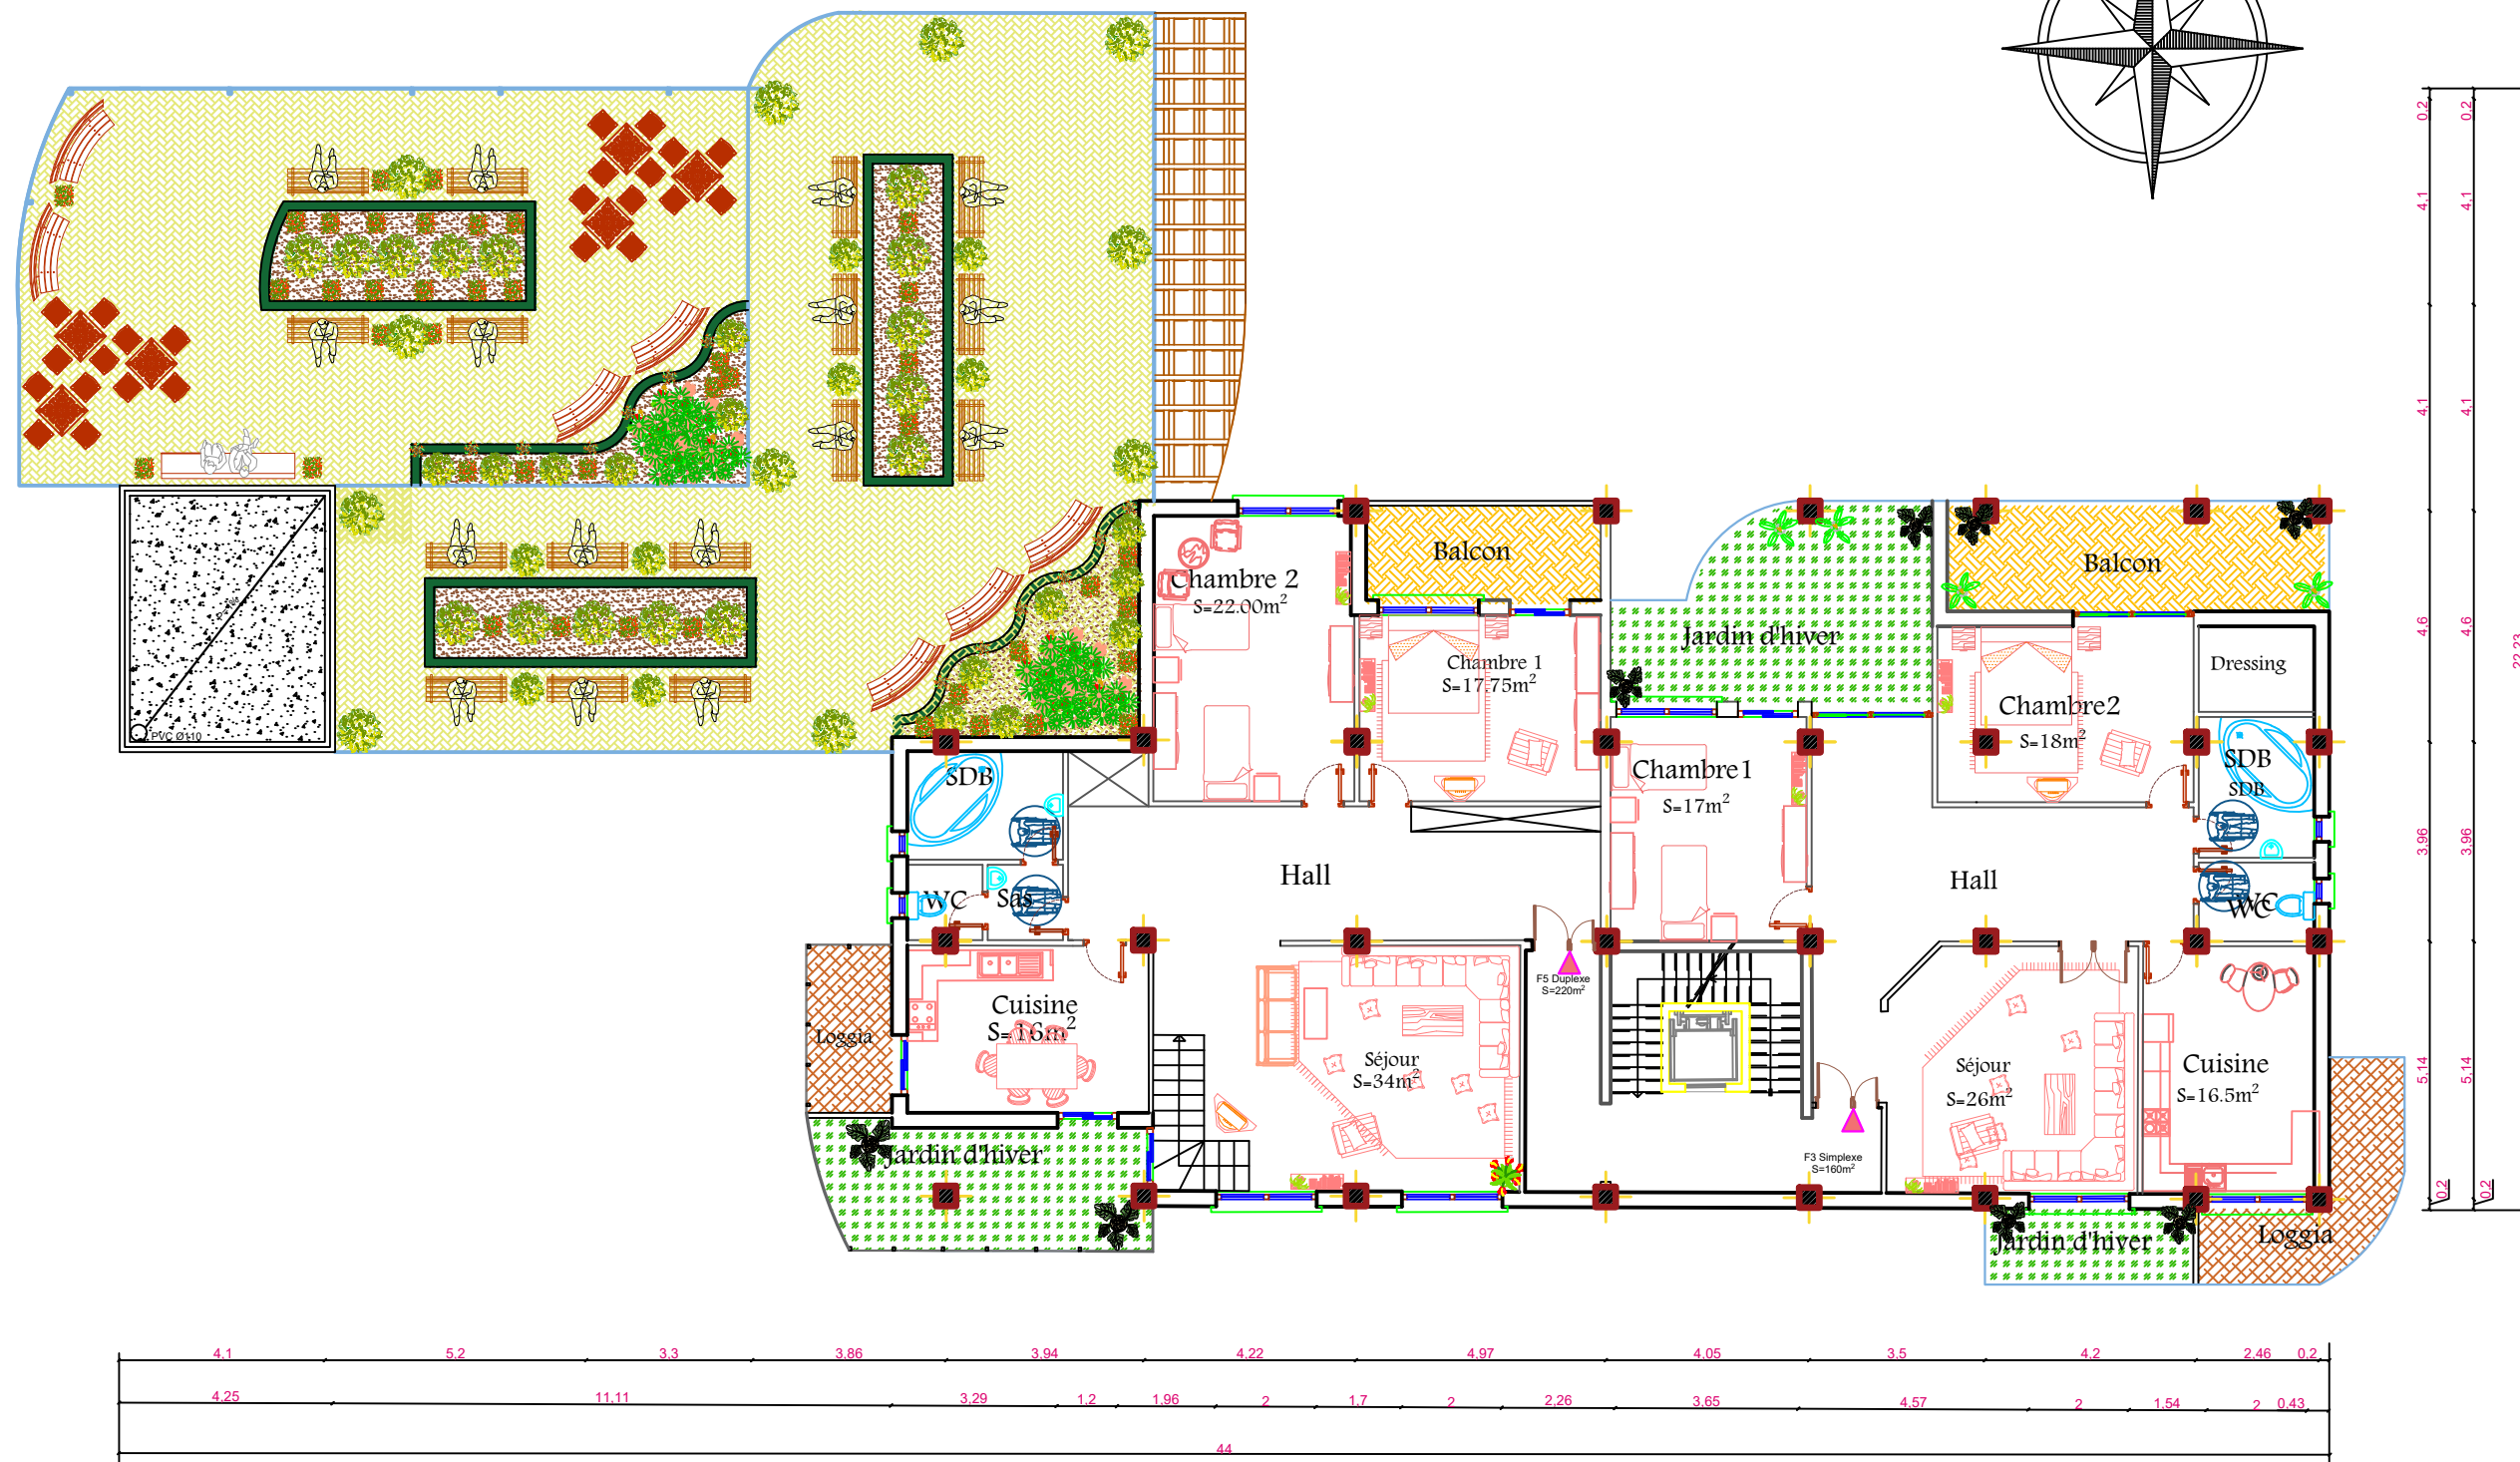 0,2
0,2
4,1
4,1
4,1
4,1
4,6
4,6
22,23
3,96
3,96
5,14
5,14
0,2
0,2
Balcon
Balcon
Chambre 2
S=22.00m²
Jardin d'hiver
Chambre 1
S=17,75m²
Dressing
Chambre2
S=18m²
PVC Ø110
SDB
Chambre1
S=17m²
SDB
SDB
Hall
Hall
WC
Sas
WC
WC
F5 Duplexe
S=220m²
Cuisine
S=16m²
Loggia
Séjour
S=34m²
Séjour
S=26m²
Cuisine
S=16.5m²
Jardin d'hiver
F3 Simplexe
S=160m²
Jardin d'hiver
Loggia
4,1 5,2 3,3 3,86 3,94 4,22 4,97 4,05 3,5 4,2 2,46 0,2
4,25 11,11 3,29 1,2 1,96 2 1,7 2 2,26 3,65 4,57 2 1,54 2 0,43
44